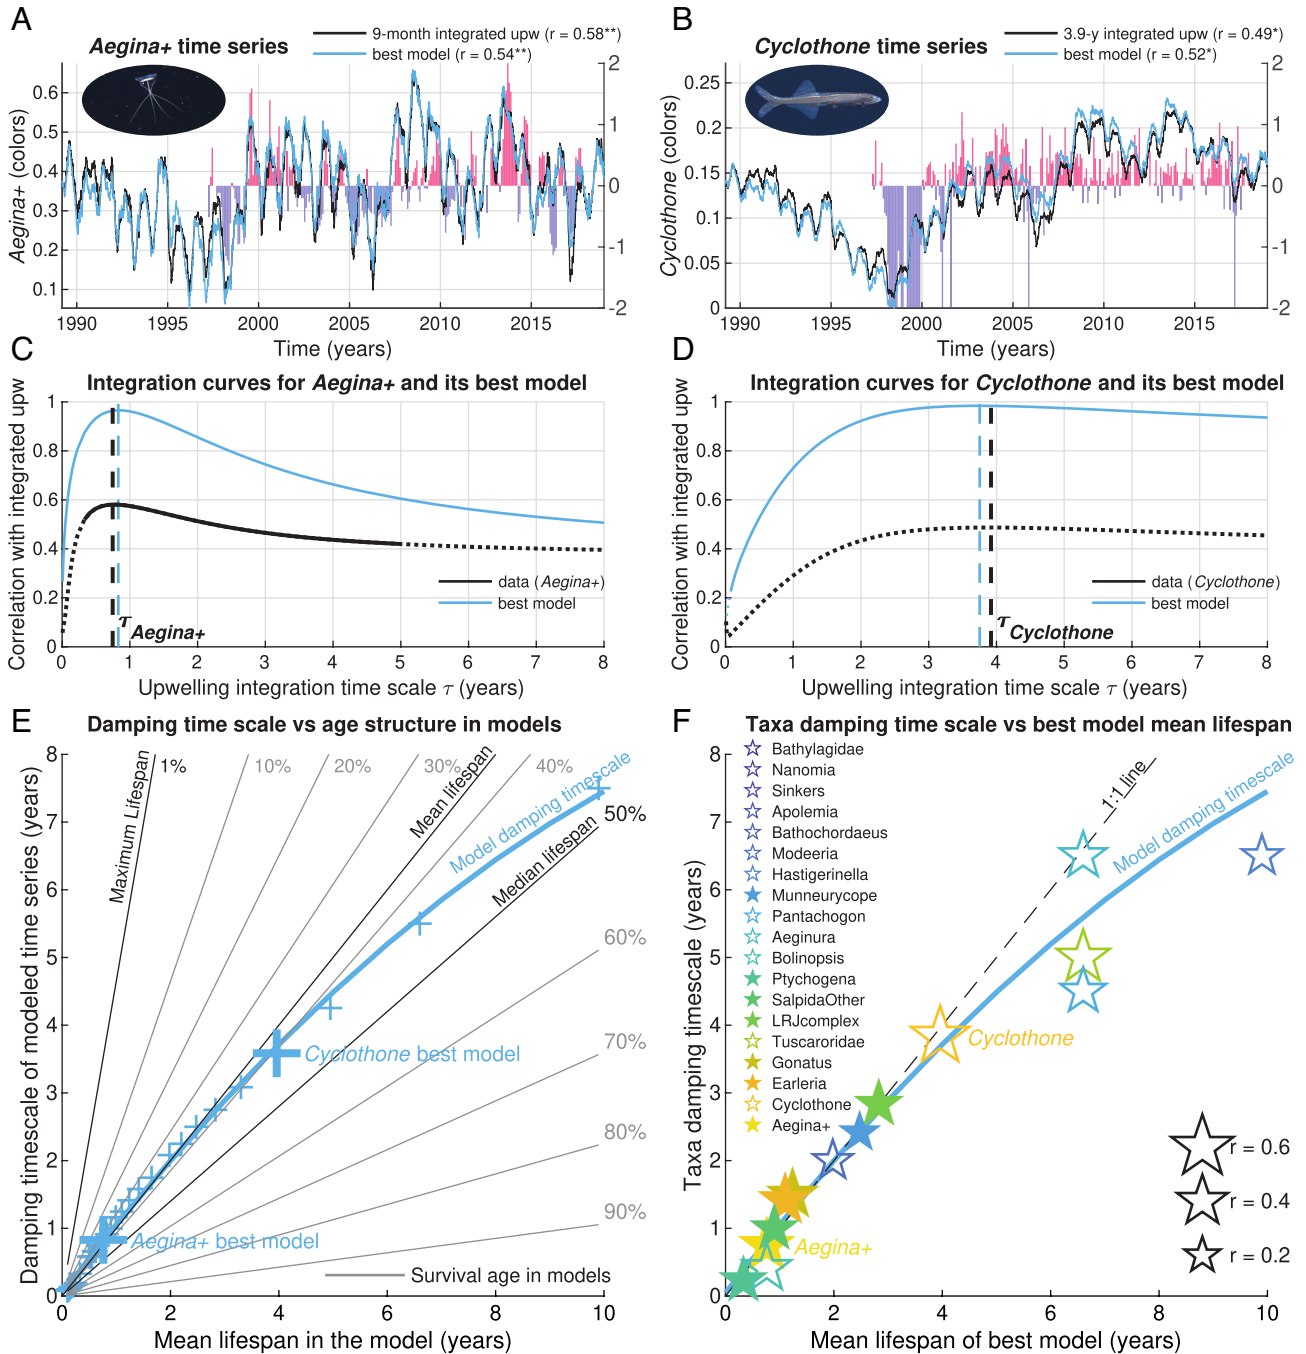 A
Aegina+ time series
9-month integrated upw (r = 0.58**)
best model (r = 0.54**)
Aegina+ (colors)
0.6
0.5
0.4
0.3
0.2
0.1
2
1
0
-1
-2
1990 1995 2000 2005 2010 2015
Time (years)
B
Cyclothone time series
3.9-y integrated upw (r = 0.49*)
best model (r = 0.52*)
Cyclothone (colors)
0.25
0.2
0.15
0.1
0.05
0
2
1
0
-1
-2
1990 1995 2000 2005 2010 2015
Time (years)
C
Integration curves for Aegina+ and its best model
Correlation with integrated upw
1
0.8
0.6
0.4
0.2
0
data (Aegina+)
best model
τ Aegina+
0 1 2 3 4 5 6 7 8
Upwelling integration time scale τ (years)
D
Integration curves for Cyclothone and its best model
Correlation with integrated upw
1
0.8
0.6
0.4
0.2
0
data (Cyclothone)
best model
τ Cyclothone
0 1 2 3 4 5 6 7 8
Upwelling integration time scale τ (years)
E
Damping time scale vs age structure in models
Damping timescale of modeled time series (years)
8
7
6
5
4
3
2
1
0
Maximum Lifespan
1%
10%
20%
30%
Mean lifespan
40%
Model damping timescale
50%
Median lifespan
60%
70%
80%
90%
Cyclothone best model
Aegina+ best model
Survival age in models
0 2 4 6 8 10
Mean lifespan in the model (years)
F
Taxa damping time scale vs best model mean lifespan
Taxa damping timescale (years)
8
7
6
5
4
3
2
1
0
Bathylagidae
Nanomia
Sinkers
Apolemia
Bathochordaeus
Modeeria
Hastigerinella
Munneurycope
Pantachogon
Aeginura
Bolinopsis
Ptychogena
SalpidaOther
LRJcomplex
Tuscaroridae
Gonatus
Earleria
Cyclothone
Aegina+
1:1 line
Model damping timescale
Cyclothone
Aegina+
r = 0.6
r = 0.4
r = 0.2
0 2 4 6 8 10
Mean lifespan of best model (years)